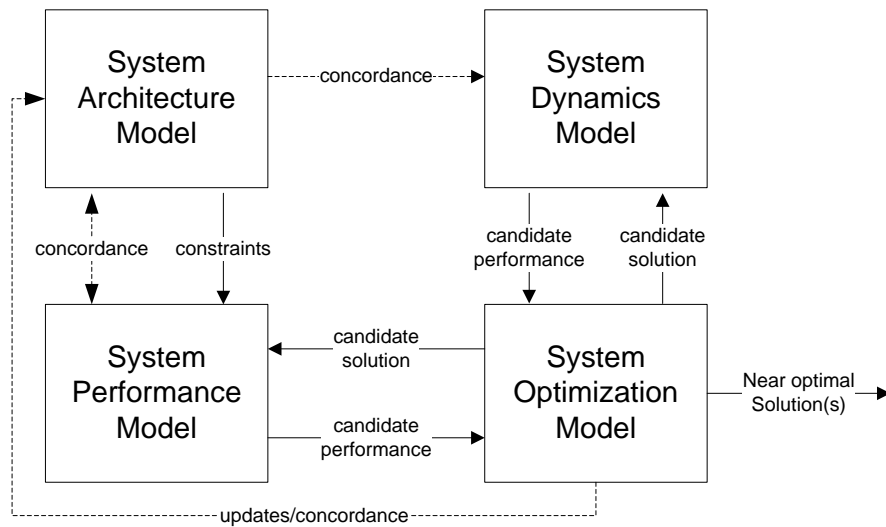 System
Architecture
Model
concordance
System
Dynamics
Model
concordance
constraints
candidate
performance
candidate
solution
System
Performance
Model
candidate
solution
candidate
performance
System
Optimization
Model
Near optimal
Solution(s)
updates/concordance